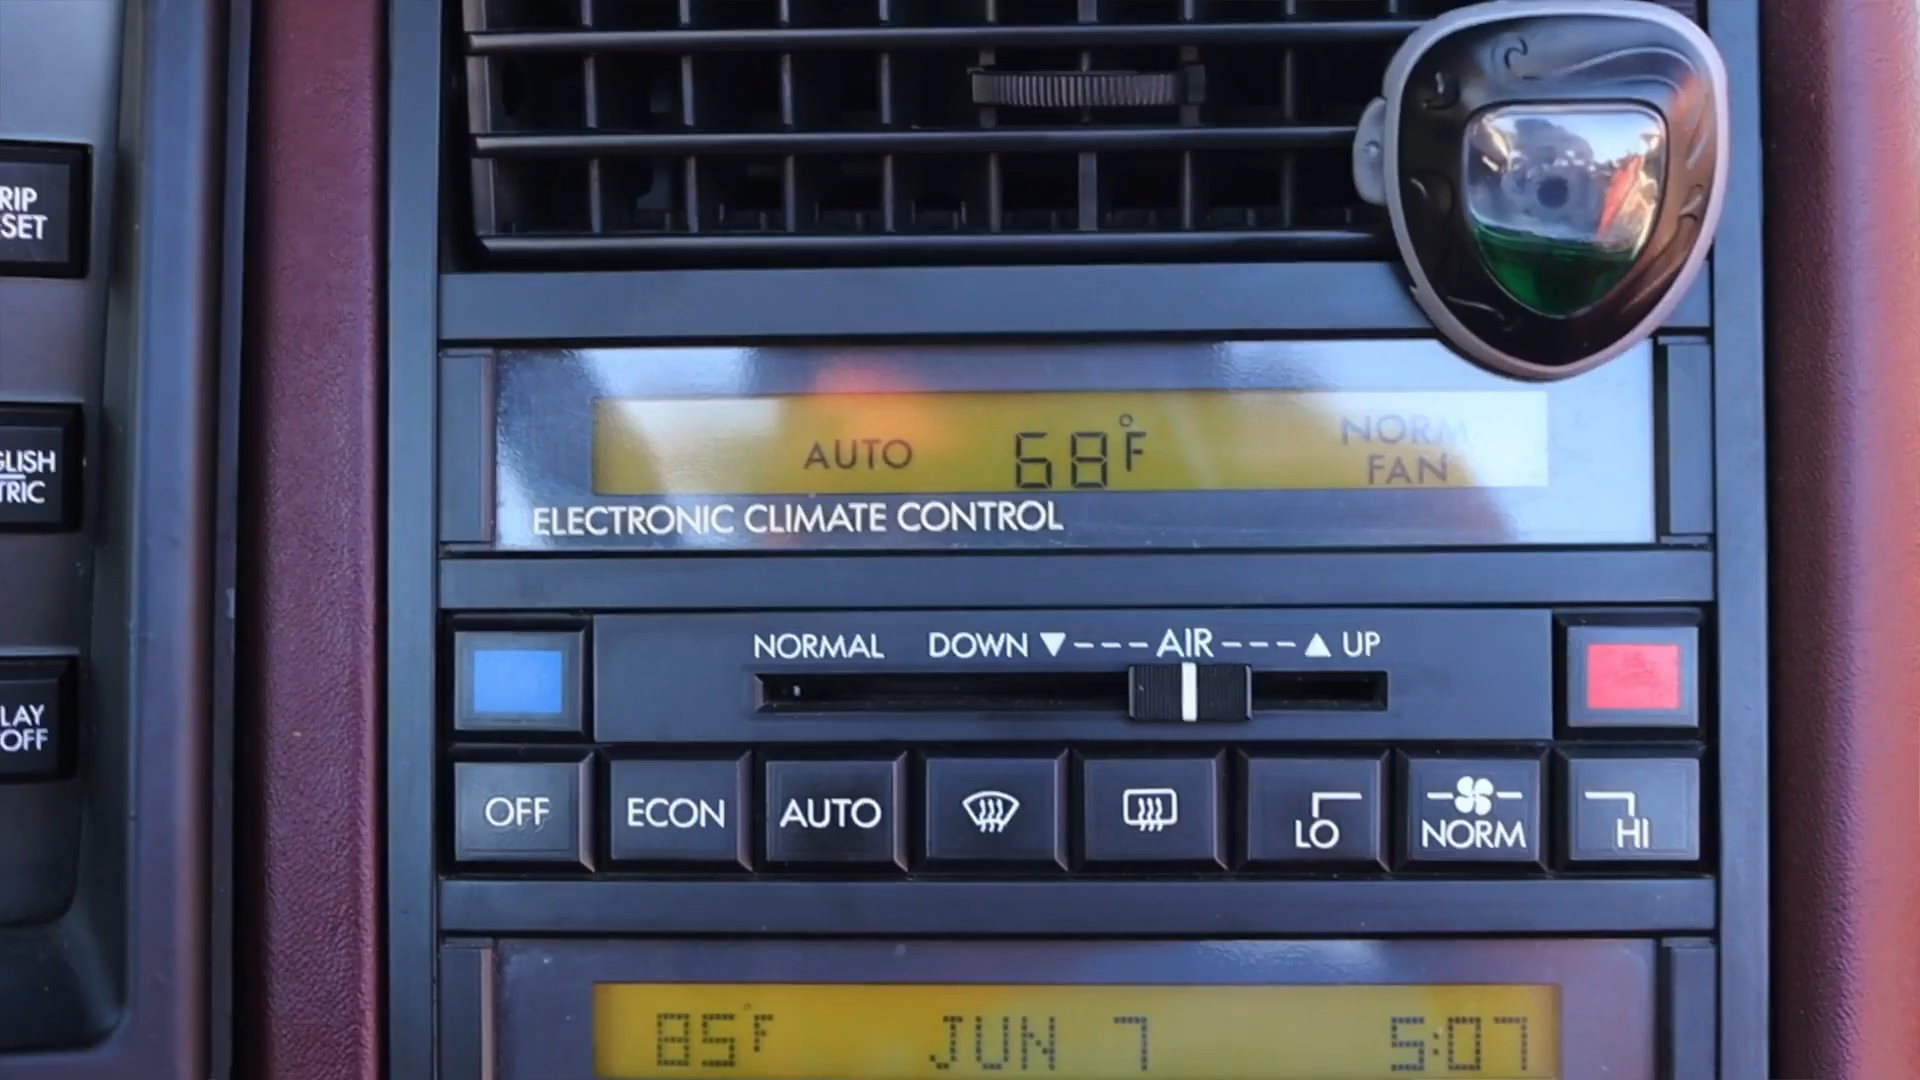 RIP
SET
GLISH
TRIC
LAY
OFF
AUTO 68°F NORM
FAN
ELECTRONIC CLIMATE CONTROL
NORMAL DOWN ▼---AIR---▲ UP
OFF ECON AUTO LO NORM HI
85°F JUN 7 5:07